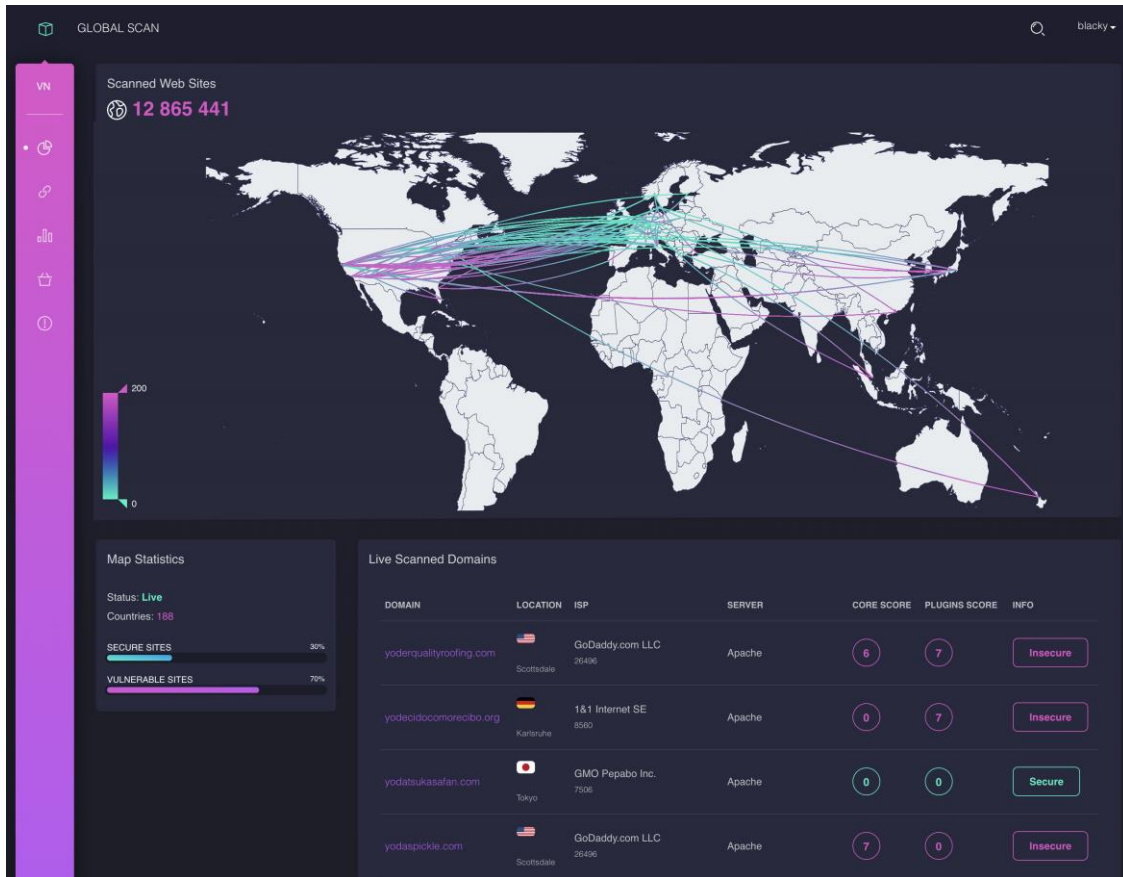 GLOBAL SCAN
blacky
VN
Scanned Web Sites
12 865 441
200
0
Map Statistics
Status: Live
Countries: 188
SECURE SITES 30%
VULNERABLE SITES 70%
Live Scanned Domains
DOMAIN LOCATION ISP SERVER CORE SCORE PLUGINS SCORE INFO
yoderqualityroofing.com Scottsdale GoDaddy.com LLC 26496 Apache 6 7 Insecure
yodecidocomorecibo.org Karlsruhe 1&1 Internet SE 8560 Apache 0 7 Insecure
yodatsukasafan.com Tokyo GMO Pepabo Inc. 7506 Apache 0 0 Secure
yodaspickle.com Scottsdale GoDaddy.com LLC 26496 Apache 7 0 Insecure